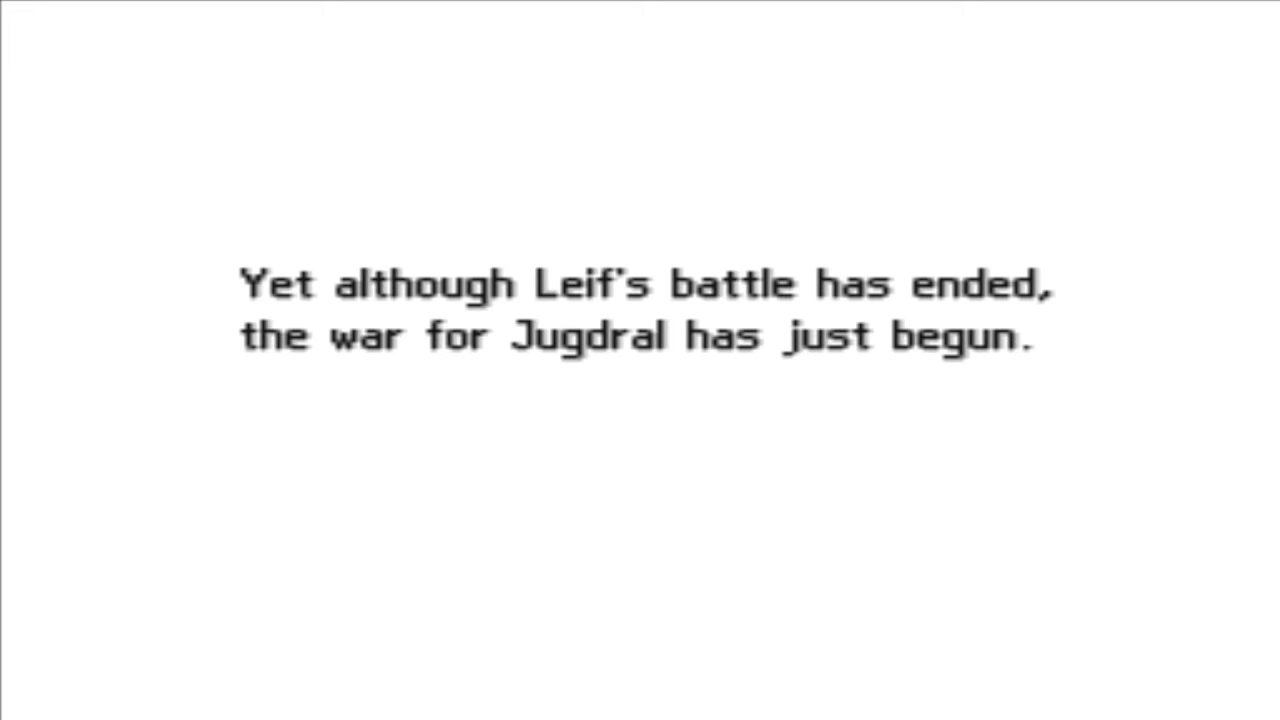 Yet although Leif's battle has ended,
the war for Jugdral has just begun.